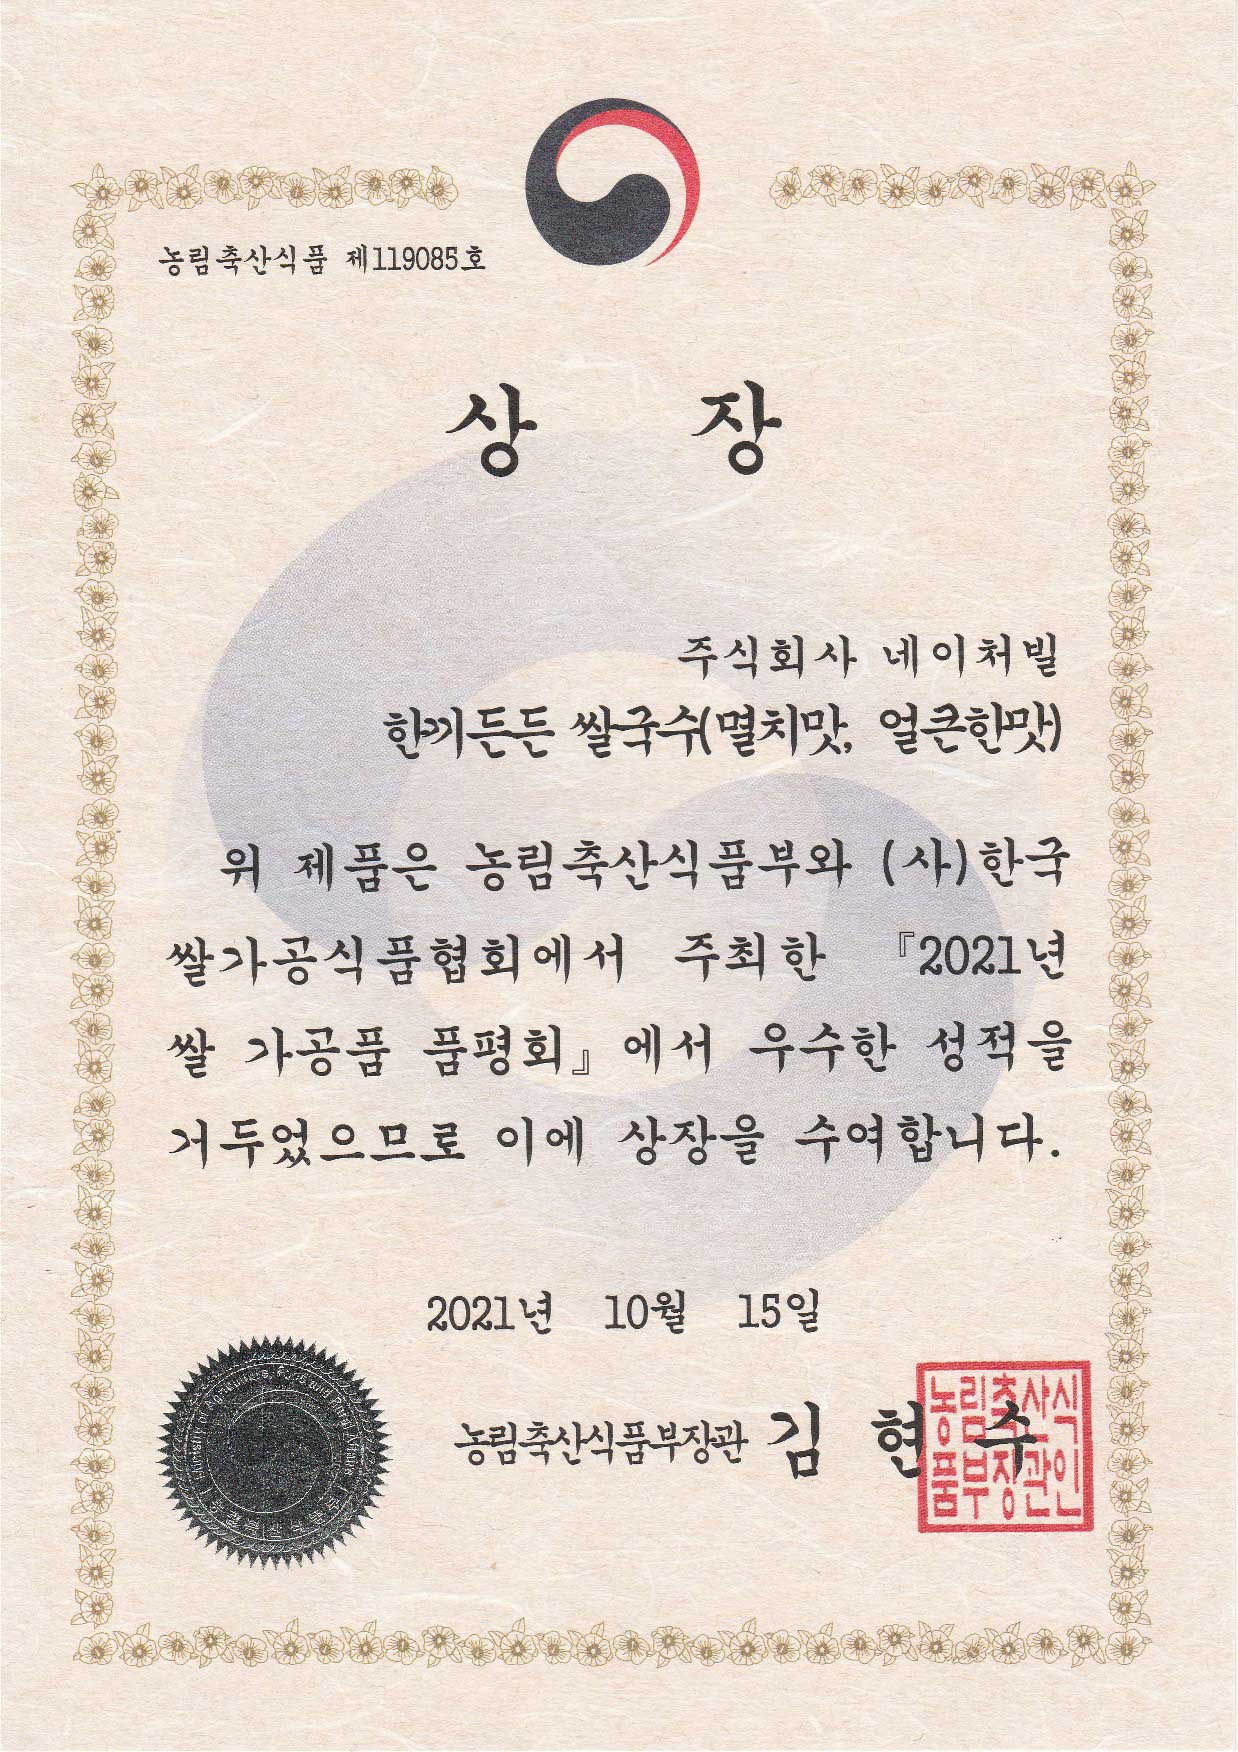 농림축산식품 제119085호
상 장
주식회사 네이처빌
한끼든든 쌀국수(멸치맛, 얼큰한맛)
위 제품은 농림축산식품부와 (사)한국
쌀가공식품협회에서 주최한 『2021년
쌀 가공품 품평회』에서 우수한 성적을
거두었으므로 이에 상장을 수여합니다.
2021년 10월 15일
농림축산식품부장관 김 현 수
농림축산식
품부장관인